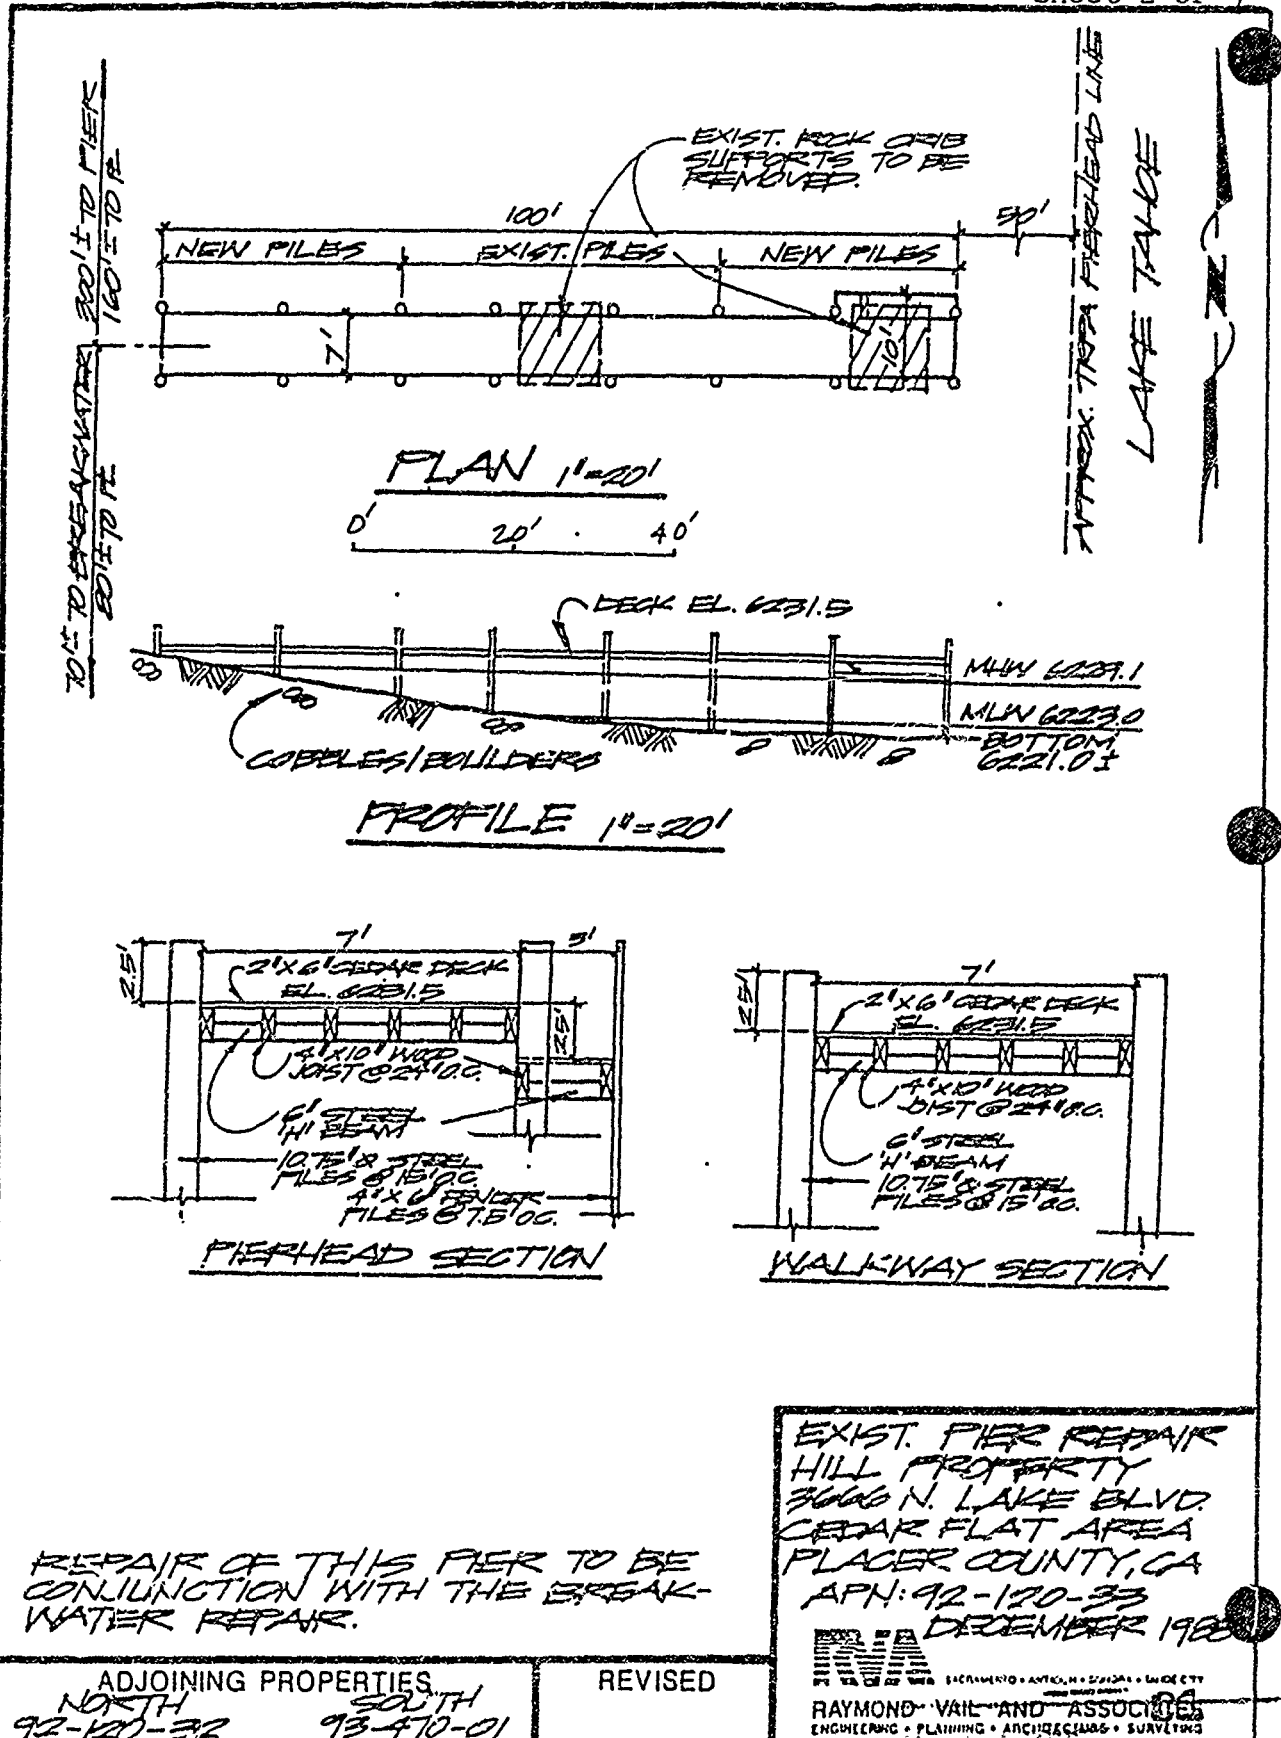 EXIST. ROCK CRIB
SUPPORTS TO BE
REMOVED.
100'
50'
NEW PILES
EXIST. PILES
NEW PILES
7'
10'
300'± TO PIER
160'± TO PL
70'± TO BREAKWATER
80'± TO PL
APPROX. TRPA PIERHEAD LINE
LAKE TAHOE
N
PLAN 1"=20'
0' 20' 40'
DECK EL. 6231.5
MHW 6229.1
MLW 6223.0
BOTTOM
6221.0±
COBBLES/BOULDERS
PROFILE 1"=20'
7' 3'
2.5'
2"X6" CEDAR DECK
EL. 6231.5
2.5'
4"X10" WOOD
JOIST @ 24" O.C.
6" STEEL
"H" BEAM
10.75" Ø STEEL
PILES @ 15' O.C.
4"X6" FENDER
PILES @ 7.5' O.C.
PIERHEAD SECTION
7'
2.5'
2"X6" CEDAR DECK
EL. 6231.5
4"X10" WOOD
JOIST @ 24" O.C.
6" STEEL
"H" BEAM
10.75" Ø STEEL
PILES @ 15' O.C.
WALKWAY SECTION
EXIST. PIER REPAIR
HILL PROPERTY
3666 N. LAKE BLVD.
CEDAR FLAT AREA
PLACER COUNTY, CA
APN: 92-120-33
DECEMBER 1988
REPAIR OF THIS PIER TO BE
CONJUNCTION WITH THE BREAK-
WATER REPAIR.
ADJOINING PROPERTIES
NORTH SOUTH
92-120-32 93-470-01
REVISED
RVA
RAYMOND VAIL AND ASSOCIATES
ENGINEERING • PLANNING • ARCHITECTURE • SURVEYING